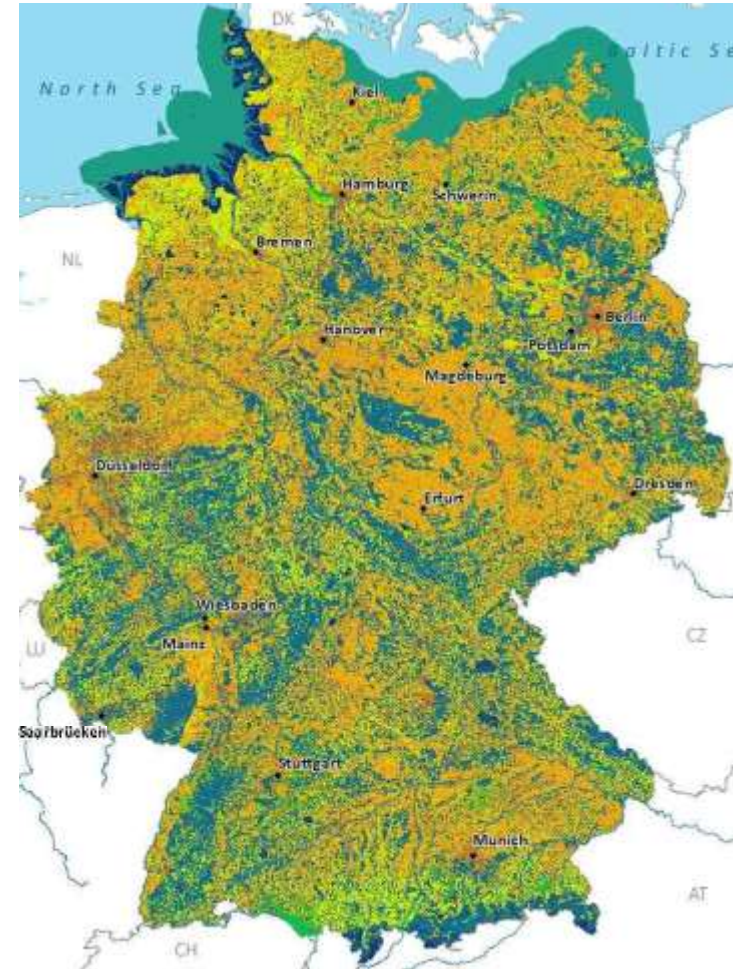 DK
North Sea
Baltic Se
Kiel
Hamburg
Schwerin
Bremen
NL
Berlin
Hanover
Potsdam
Magdeburg
Düsseldorf
Dresden
Erfurt
Wiesbaden
Mainz
LU
CZ
Saarbrücken
Stuttgart
Munich
AT
CH